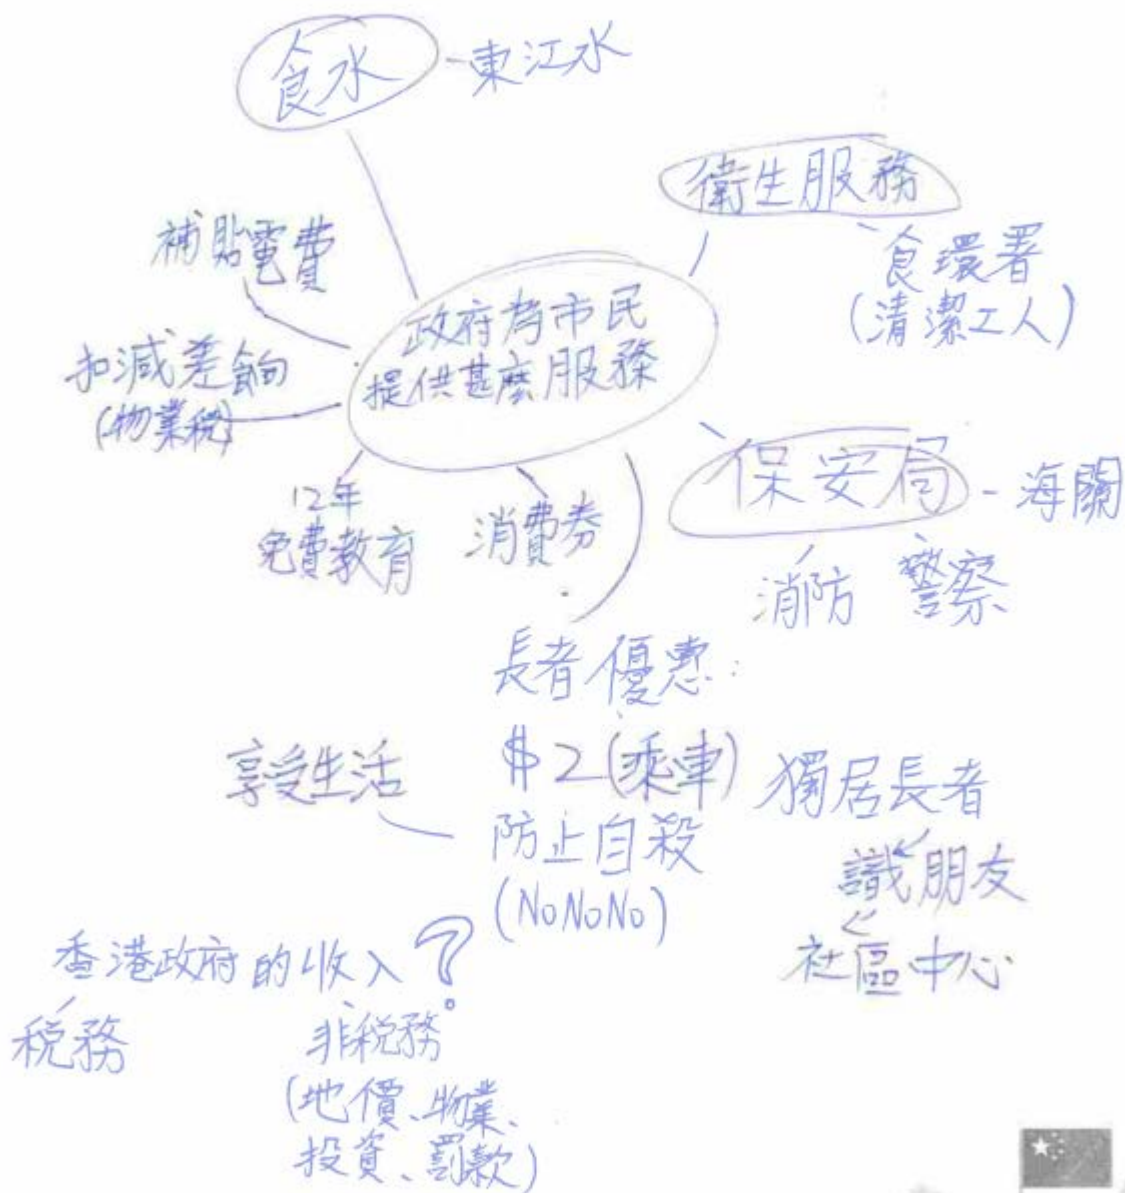 食水 - 東江水
衛生服務
食環署
(清潔工人)
補貼電費
政府為市民
提供甚麼服務
扣減差餉
(物業稅)
保安局 - 海關
消防 警察
12年
免費教育
消費券
長者優惠:
$2 (乘車)
享受生活
防止自殺
(NoNoNo)
獨居長者
識朋友
社區中心
香港政府的收入?
稅務
非稅務
(地價、物業、
投資、罰款)